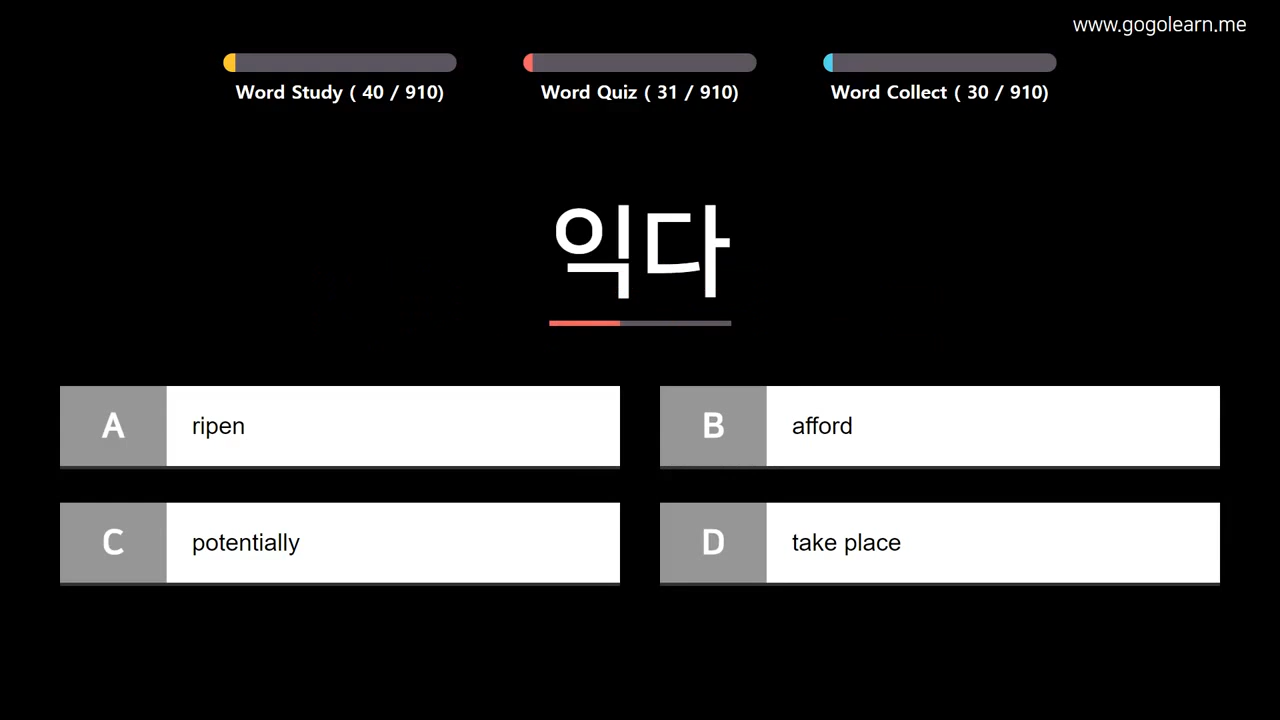 www.gogolearn.me
Word Study ( 40 / 910)
Word Quiz ( 31 / 910)
Word Collect ( 30 / 910)
익다
A ripen
B afford
C potentially
D take place